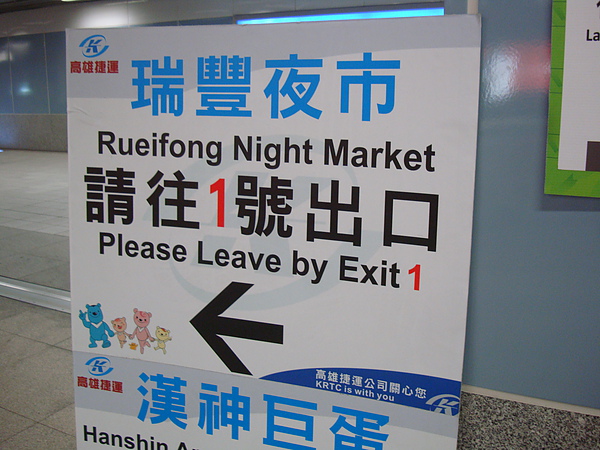 高雄捷運
瑞豐夜市
Rueifong Night Market
請往1號出口
Please Leave by Exit 1
高雄捷運公司關心您
KRTC is with you
高雄捷運
漢神巨蛋
Hanshin
La